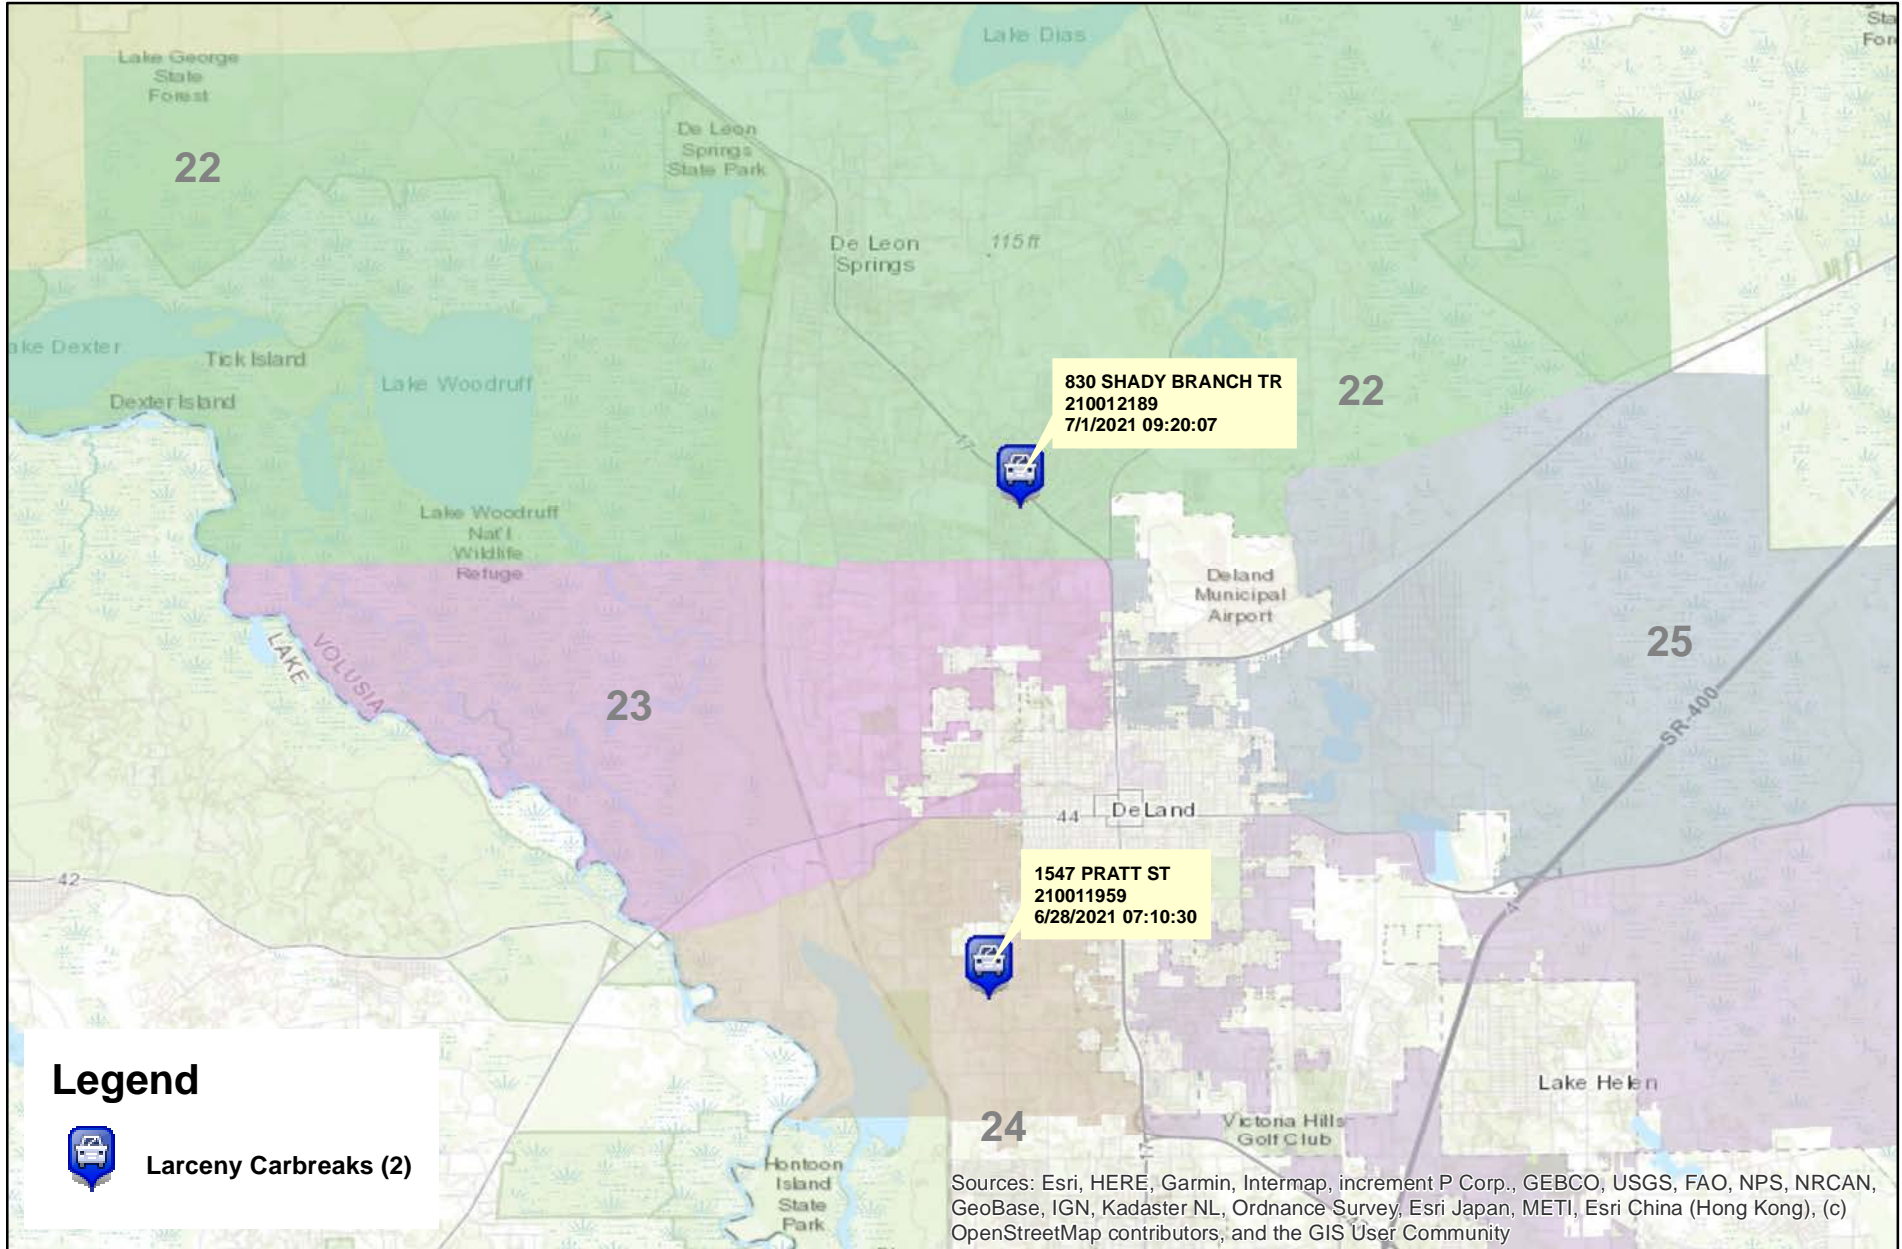 17
Lake Dias
Lake George
State
Forest
De Leon
Springs
State Park
22
De Leon
Springs
115 ft
ake Dexter
Tick Island
Lake Woodruff
Dexter Island
830 SHADY BRANCH TR
210012189
7/1/2021 09:20:07
22
17
Lake Woodruff
Nat'l
Wildlife
Refuge
Deland
Municipal
Airport
25
LAKE
VOLUSIA
23
SR-400
DeLand
44
42
1547 PRATT ST
210011959
6/28/2021 07:10:30
4
Lake Helen
Victoria Hills
Golf Club
24
17
Hontoon
Island
State
Park
Legend
Larceny Carbreaks (2)
Sources: Esri, HERE, Garmin, Intermap, increment P Corp., GEBCO, USGS, FAO, NPS, NRCAN,
GeoBase, IGN, Kadaster NL, Ordnance Survey, Esri Japan, METI, Esri China (Hong Kong), (c)
OpenStreetMap contributors, and the GIS User Community